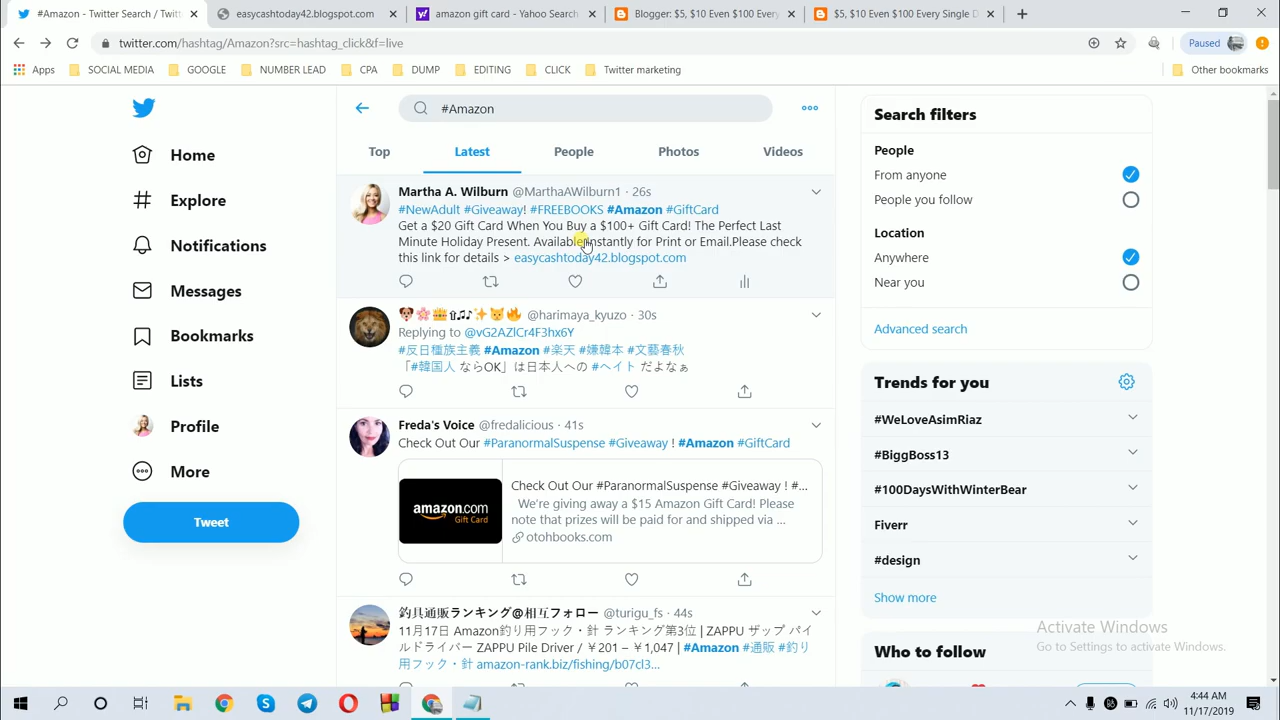 #Amazon - Twitter Search / Twitt
easycashtoday42.blogspot.com
amazon gift card - Yahoo Search
Blogger: $5, $10 Even $100 Every
$5, $10 Even $100 Every Single D
twitter.com/hashtag/Amazon?src=hashtag_click&f=live
Paused
Apps SOCIAL MEDIA GOOGLE NUMBER LEAD CPA DUMP EDITING CLICK Twitter marketing Other bookmarks
Home
Explore
Notifications
Messages
Bookmarks
Lists
Profile
More
Tweet
#Amazon
Top Latest People Photos Videos
Martha A. Wilburn @MarthaAWilburn1 · 26s
#NewAdult #Giveaway! #FREEBOOKS #Amazon #GiftCard
Get a $20 Gift Card When You Buy a $100+ Gift Card! The Perfect Last
Minute Holiday Present. Available instantly for Print or Email.Please check
this link for details > easycashtoday42.blogspot.com
@harimaya_kyuzo · 30s
Replying to @vG2AZlCr4F3hx6Y
#反日種族主義 #Amazon #楽天 #嫌韓本 #文藝春秋
「#韓国人 ならOK」は日本人への #ヘイト だよなぁ
Freda's Voice @fredalicious · 41s
Check Out Our #ParanormalSuspense #Giveaway ! #Amazon #GiftCard
amazon.com
Gift Card
Check Out Our #ParanormalSuspense #Giveaway ! #...
We're giving away a $15 Amazon Gift Card! Please
note that prizes will be paid for and shipped via ...
otohbooks.com
釣具通販ランキング@相互フォロー @turigu_fs · 44s
11月17日 Amazon釣り用フック・針 ランキング第3位 | ZAPPU ザップ パイ
ルドライバー ZAPPU Pile Driver / ￥201 – ￥1,047 | #Amazon #通販 #釣り
用フック・針 amazon-rank.biz/fishing/b07cl3...
Search filters
People
From anyone
People you follow
Location
Anywhere
Near you
Advanced search
Trends for you
#WeLoveAsimRiaz
#BiggBoss13
#100DaysWithWinterBear
Fiverr
#design
Show more
Who to follow
Activate Windows
Go to Settings to activate Windows.
4:44 AM
11/17/2019